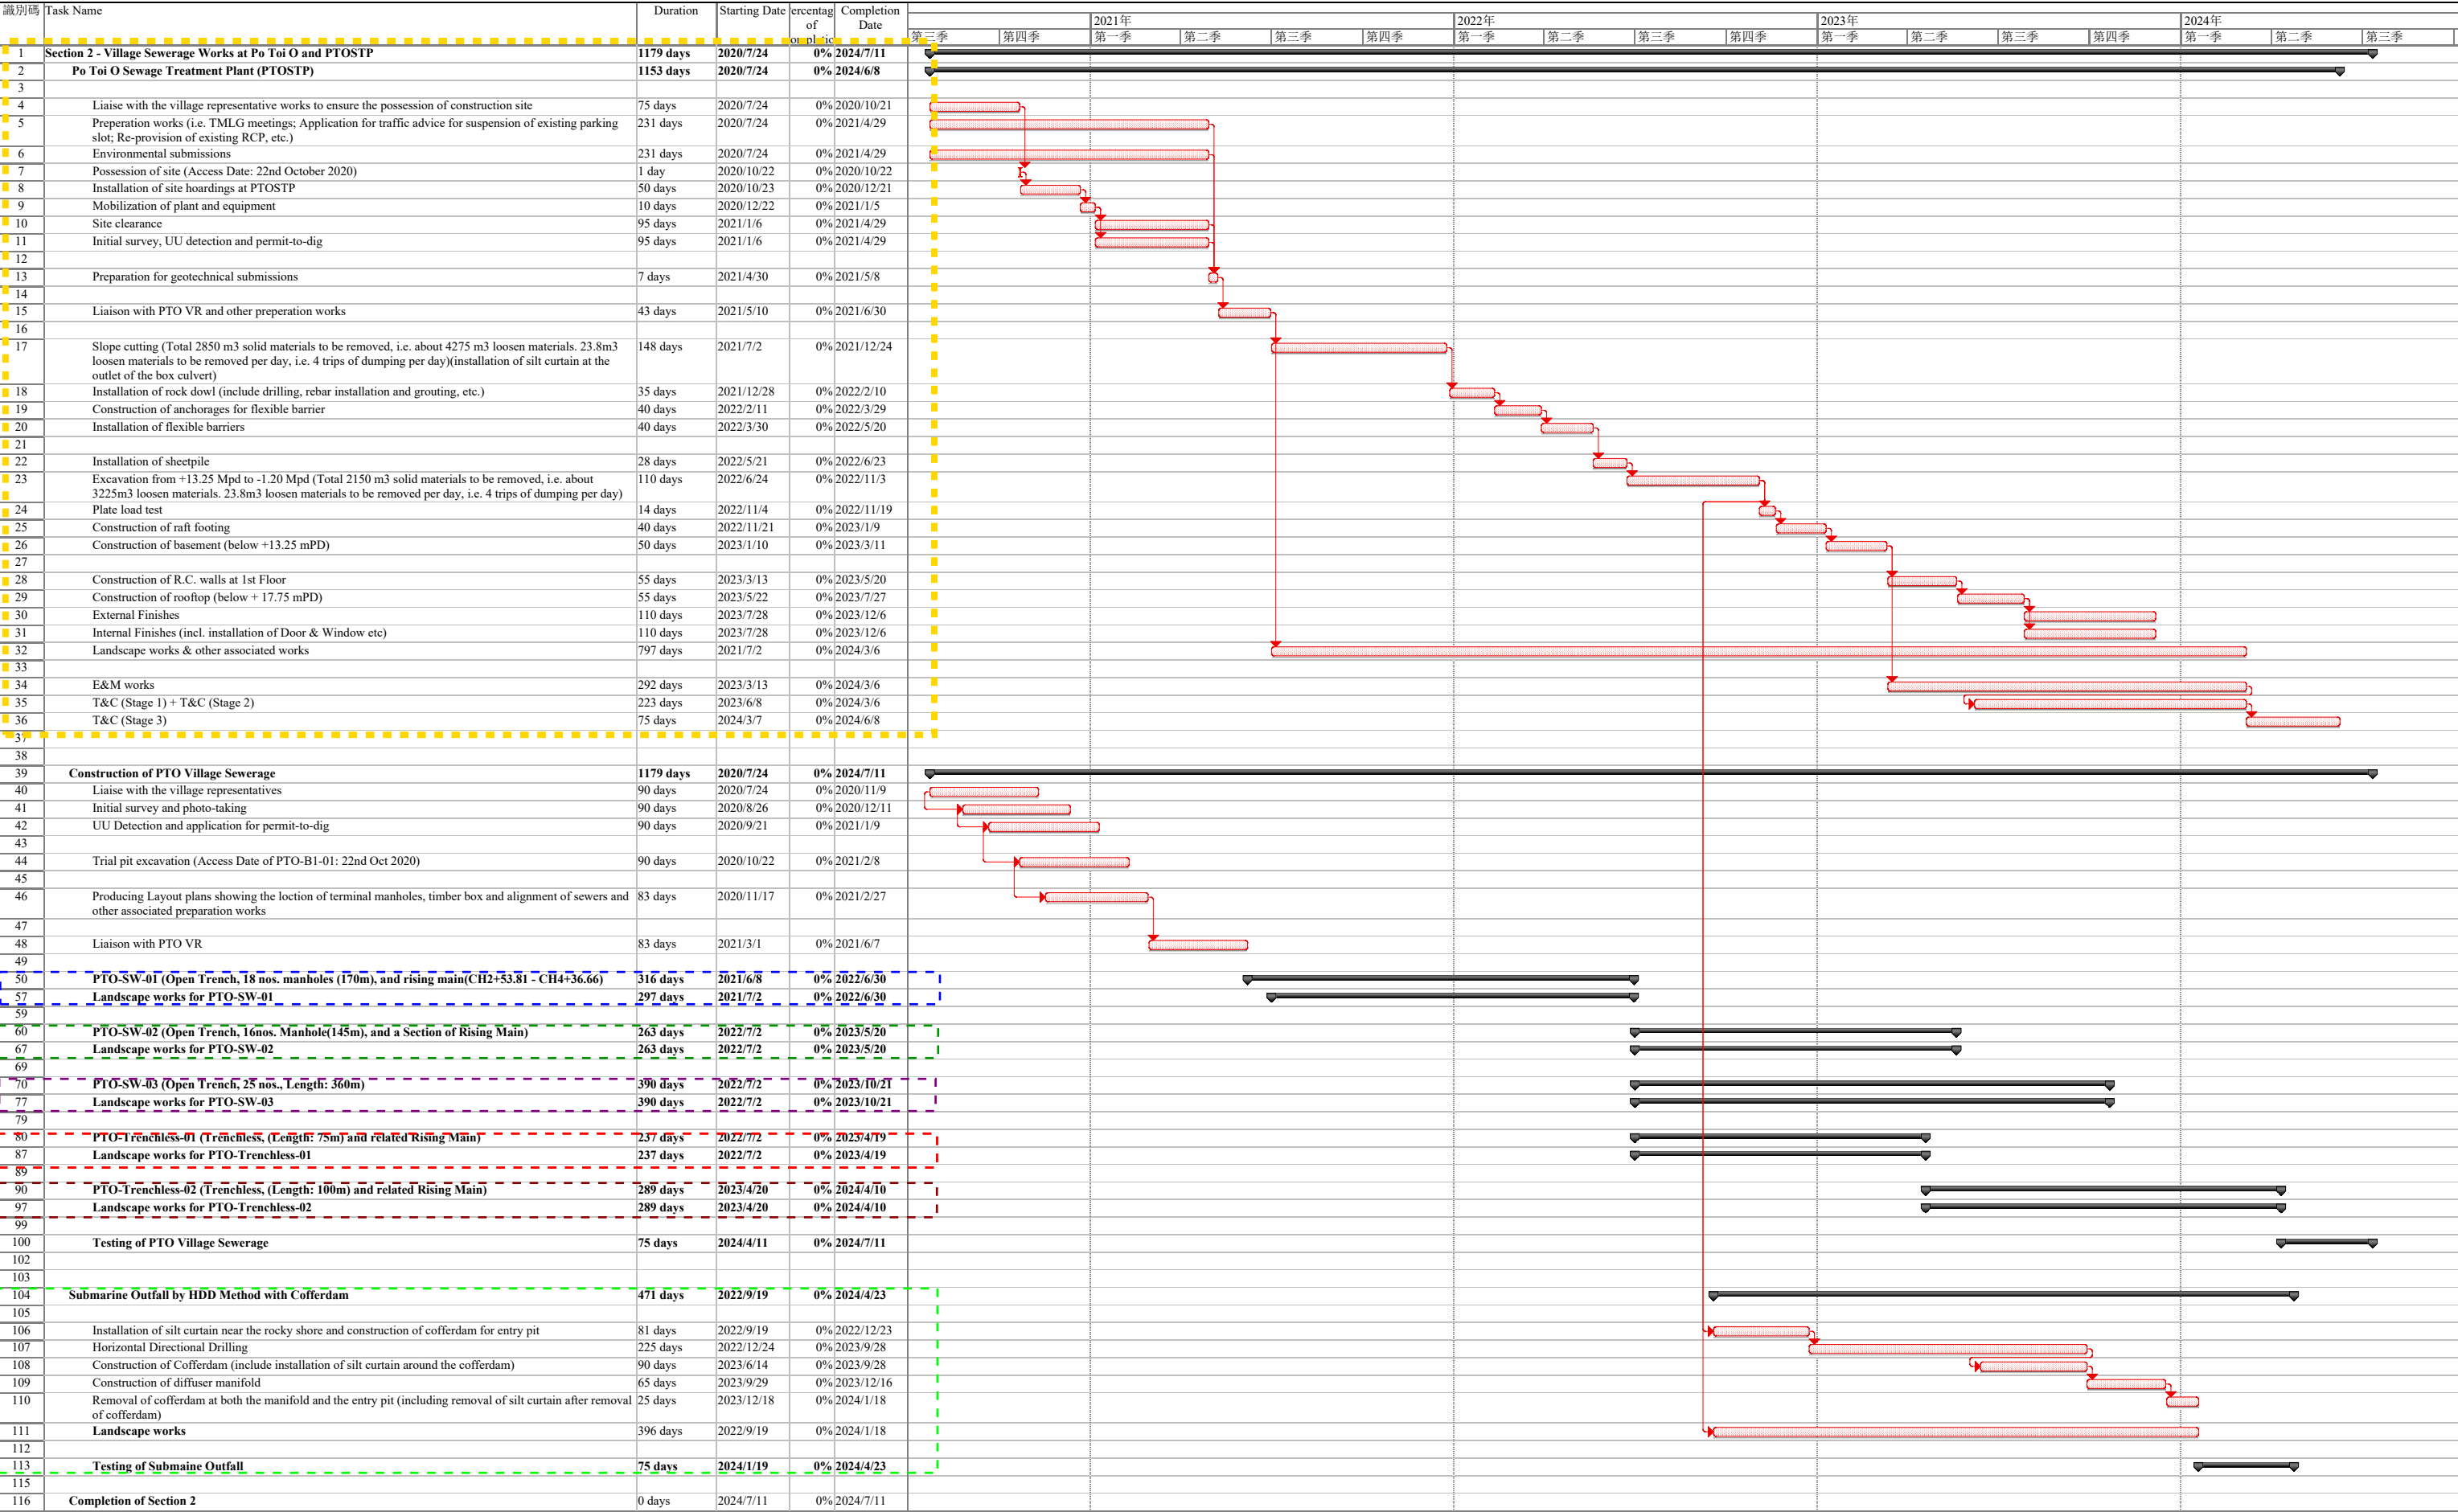 識別碼 Task Name Duration Starting Date ercentag of ompletic Completion Date
2021年 2022年 2023年 2024年
第三季 第四季 第一季 第二季 第三季 第四季 第一季 第二季 第三季 第四季 第一季 第二季 第三季 第四季 第一季 第二季 第三季
1 Section 2 - Village Sewerage Works at Po Toi O and PTOSTP 1179 days 2020/7/24 0% 2024/7/11
2 Po Toi O Sewage Treatment Plant (PTOSTP) 1153 days 2020/7/24 0% 2024/6/8
3
4 Liaise with the village representative works to ensure the possession of construction site 75 days 2020/7/24 0% 2020/10/21
5 Preperation works (i.e. TMLG meetings; Application for traffic advice for suspension of existing parking 231 days 2020/7/24 0% 2021/4/29
slot; Re-provision of existing RCP, etc.)
6 Environmental submissions 231 days 2020/7/24 0% 2021/4/29
7 Possession of site (Access Date: 22nd October 2020) 1 day 2020/10/22 0% 2020/10/22
8 Installation of site hoardings at PTOSTP 50 days 2020/10/23 0% 2020/12/21
9 Mobilization of plant and equipment 10 days 2020/12/22 0% 2021/1/5
10 Site clearance 95 days 2021/1/6 0% 2021/4/29
11 Initial survey, UU detection and permit-to-dig 95 days 2021/1/6 0% 2021/4/29
12
13 Preparation for geotechnical submissions 7 days 2021/4/30 0% 2021/5/8
14
15 Liaison with PTO VR and other preperation works 43 days 2021/5/10 0% 2021/6/30
16
17 Slope cutting (Total 2850 m3 solid materials to be removed, i.e. about 4275 m3 loosen materials. 23.8m3 148 days 2021/7/2 0% 2021/12/24
loosen materials to be removed per day, i.e. 4 trips of dumping per day)(installation of silt curtain at the
outlet of the box culvert)
18 Installation of rock dowl (include drilling, rebar installation and grouting, etc.) 35 days 2021/12/28 0% 2022/2/10
19 Construction of anchorages for flexible barrier 40 days 2022/2/11 0% 2022/3/29
20 Installation of flexible barriers 40 days 2022/3/30 0% 2022/5/20
21
22 Installation of sheetpile 28 days 2022/5/21 0% 2022/6/23
23 Excavation from +13.25 Mpd to -1.20 Mpd (Total 2150 m3 solid materials to be removed, i.e. about 110 days 2022/6/24 0% 2022/11/3
3225m3 loosen materials. 23.8m3 loosen materials to be removed per day, i.e. 4 trips of dumping per day)
24 Plate load test 14 days 2022/11/4 0% 2022/11/19
25 Construction of raft footing 40 days 2022/11/21 0% 2023/1/9
26 Construction of basement (below +13.25 mPD) 50 days 2023/1/10 0% 2023/3/11
27
28 Construction of R.C. walls at 1st Floor 55 days 2023/3/13 0% 2023/5/20
29 Construction of rooftop (below + 17.75 mPD) 55 days 2023/5/22 0% 2023/7/27
30 External Finishes 110 days 2023/7/28 0% 2023/12/6
31 Internal Finishes (incl. installation of Door & Window etc) 110 days 2023/7/28 0% 2023/12/6
32 Landscape works & other associated works 797 days 2021/7/2 0% 2024/3/6
33
34 E&M works 292 days 2023/3/13 0% 2024/3/6
35 T&C (Stage 1) + T&C (Stage 2) 223 days 2023/6/8 0% 2024/3/6
36 T&C (Stage 3) 75 days 2024/3/7 0% 2024/6/8
37
38
39 Construction of PTO Village Sewerage 1179 days 2020/7/24 0% 2024/7/11
40 Liaise with the village representatives 90 days 2020/7/24 0% 2020/11/9
41 Initial survey and photo-taking 90 days 2020/8/26 0% 2020/12/11
42 UU Detection and application for permit-to-dig 90 days 2020/9/21 0% 2021/1/9
43
44 Trial pit excavation (Access Date of PTO-B1-01: 22nd Oct 2020) 90 days 2020/10/22 0% 2021/2/8
45
46 Producing Layout plans showing the loction of terminal manholes, timber box and alignment of sewers and 83 days 2020/11/17 0% 2021/2/27
other associated preparation works
47
48 Liaison with PTO VR 83 days 2021/3/1 0% 2021/6/7
49
50 PTO-SW-01 (Open Trench, 18 nos. manholes (170m), and rising main(CH2+53.81 - CH4+36.66) 316 days 2021/6/8 0% 2022/6/30
57 Landscape works for PTO-SW-01 297 days 2021/7/2 0% 2022/6/30
59
60 PTO-SW-02 (Open Trench, 16nos. Manhole(145m), and a Section of Rising Main) 263 days 2022/7/2 0% 2023/5/20
67 Landscape works for PTO-SW-02 263 days 2022/7/2 0% 2023/5/20
69
70 PTO-SW-03 (Open Trench, 25 nos., Length: 360m) 390 days 2022/7/2 0% 2023/10/21
77 Landscape works for PTO-SW-03 390 days 2022/7/2 0% 2023/10/21
79
80 PTO-Trenchless-01 (Trenchless, (Length: 75m) and related Rising Main) 237 days 2022/7/2 0% 2023/4/19
87 Landscape works for PTO-Trenchless-01 237 days 2022/7/2 0% 2023/4/19
89
90 PTO-Trenchless-02 (Trenchless, (Length: 100m) and related Rising Main) 289 days 2023/4/20 0% 2024/4/10
97 Landscape works for PTO-Trenchless-02 289 days 2023/4/20 0% 2024/4/10
99
100 Testing of PTO Village Sewerage 75 days 2024/4/11 0% 2024/7/11
102
103
104 Submarine Outfall by HDD Method with Cofferdam 471 days 2022/9/19 0% 2024/4/23
105
106 Installation of silt curtain near the rocky shore and construction of cofferdam for entry pit 81 days 2022/9/19 0% 2022/12/23
107 Horizontal Directional Drilling 225 days 2022/12/24 0% 2023/9/28
108 Construction of Cofferdam (include installation of silt curtain around the cofferdam) 90 days 2023/6/14 0% 2023/9/28
109 Construction of diffuser manifold 65 days 2023/9/29 0% 2023/12/16
110 Removal of cofferdam at both the manifold and the entry pit (including removal of silt curtain after removal 25 days 2023/12/18 0% 2024/1/18
of cofferdam)
111 Landscape works 396 days 2022/9/19 0% 2024/1/18
112
113 Testing of Submaine Outfall 75 days 2024/1/19 0% 2024/4/23
115
116 Completion of Section 2 0 days 2024/7/11 0% 2024/7/11